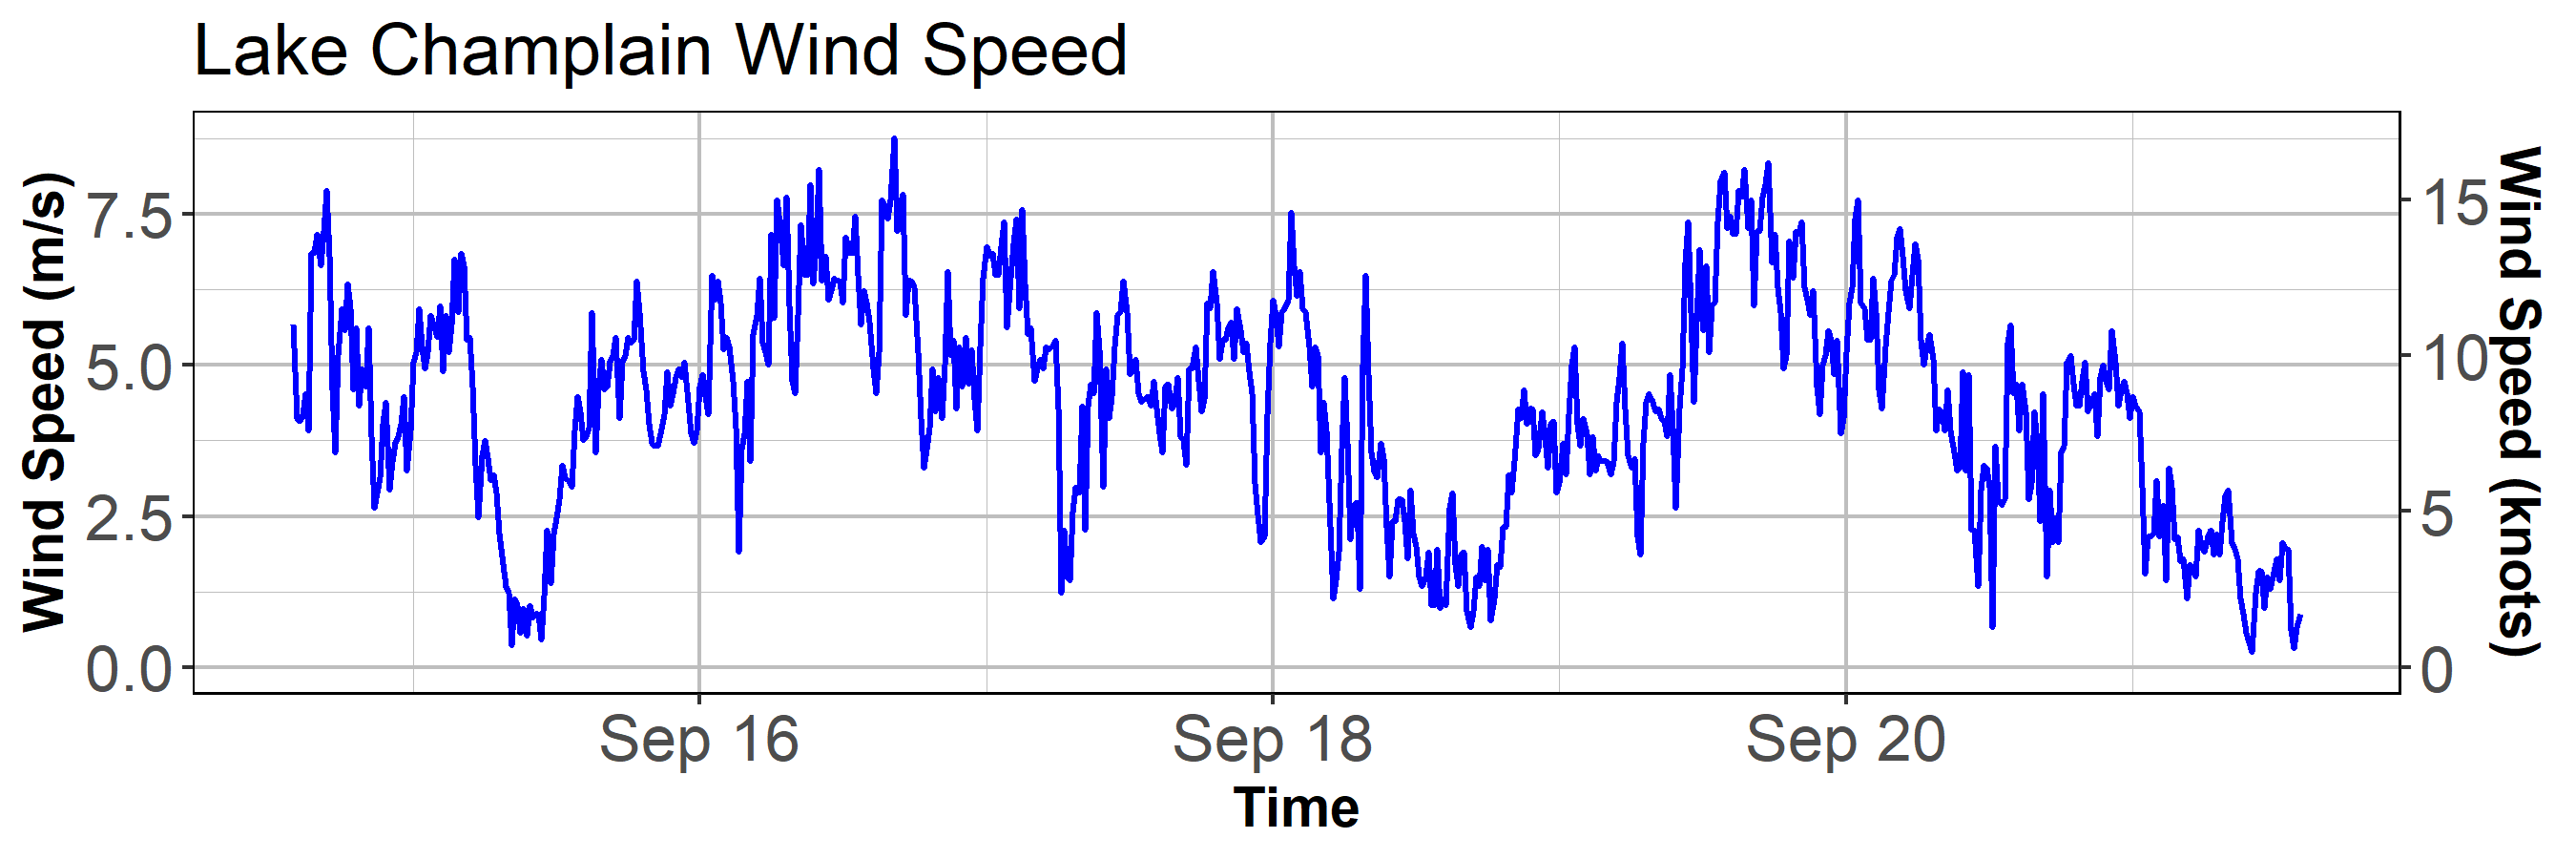 Lake Champlain Wind Speed
Wind Speed (m/s)
7.5
5.0
2.5
0.0
15
10
5
0
Wind Speed (knots)
Sep 16
Sep 18
Sep 20
Time